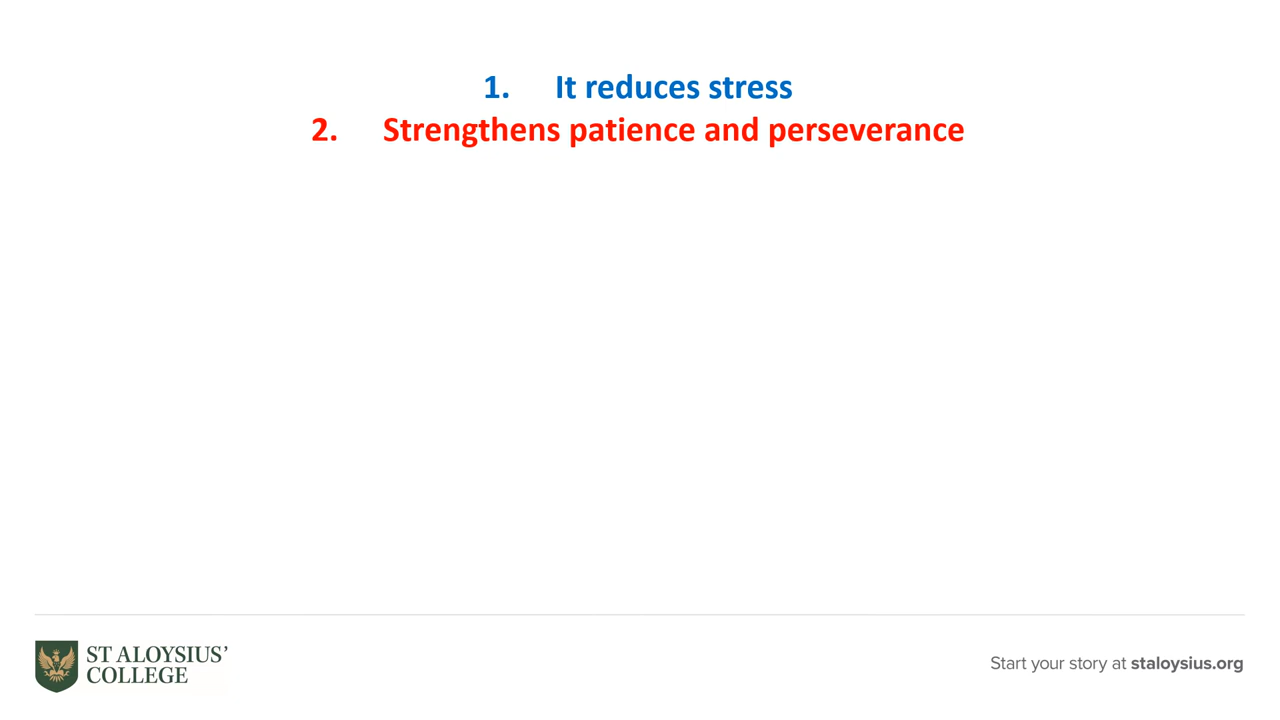 1. It reduces stress
2. Strengthens patience and perseverance
ST ALOYSIUS’
COLLEGE
Start your story at staloysius.org